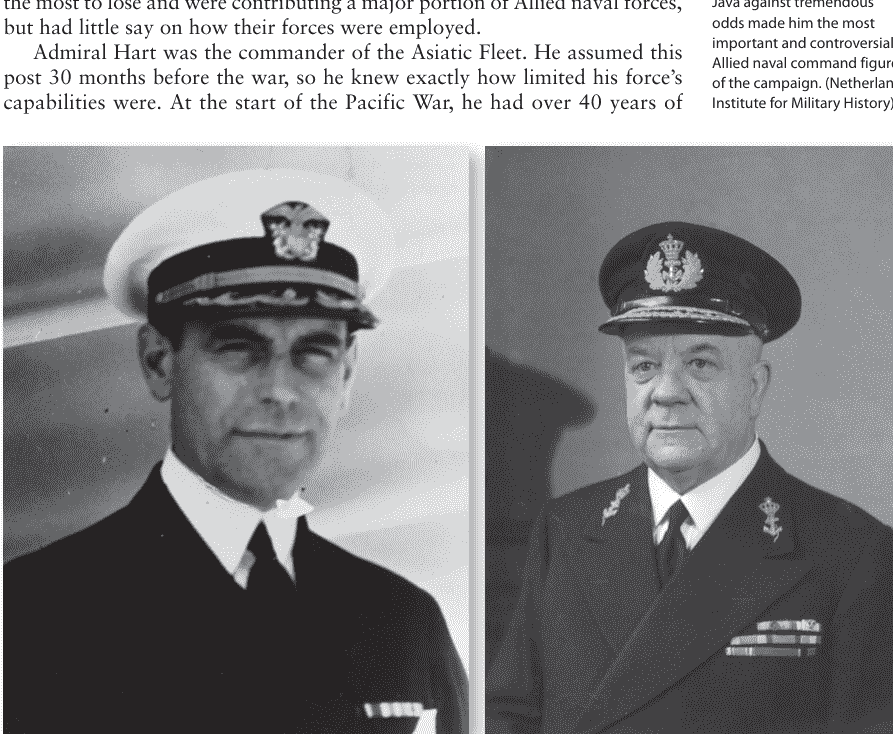 the most to lose and were contributing a major portion of Allied naval forces,
but had little say on how their forces were employed.
Admiral Hart was the commander of the Asiatic Fleet. He assumed this
post 30 months before the war, so he knew exactly how limited his force's
capabilities were. At the start of the Pacific War, he had over 40 years of
Java against tremendous
odds made him the most
important and controversial
Allied naval command figure
of the campaign. (Netherlan
Institute for Military History)